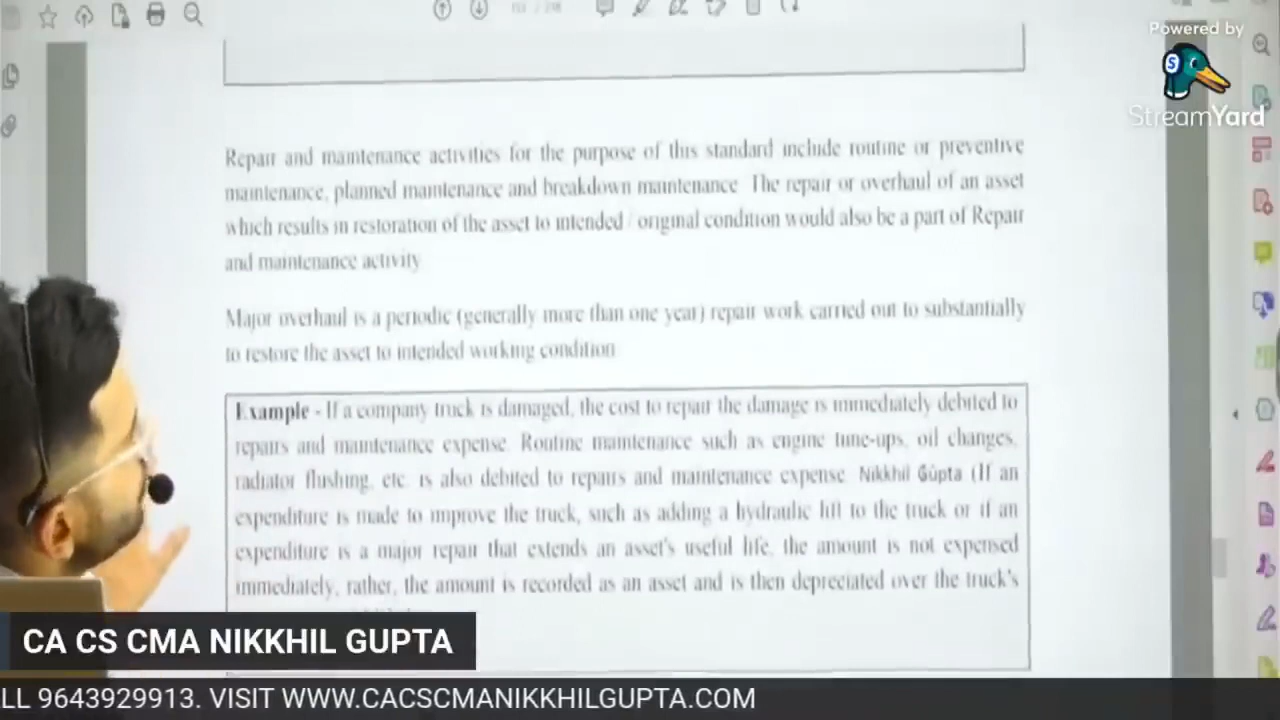 Powered by
StreamYard
Repair and maintenance activities for the purpose of this standard include routine or preventive
maintenance, planned maintenance and breakdown maintenance. The repair or overhaul of an asset
which results in restoration of the asset to intended / original condition would also be a part of Repair
and maintenance activity
Major overhaul is a periodic (generally more than one year) repair work carried out to substantially
to restore the asset to intended working condition
Example - If a company truck is damaged, the cost to repair the damage is immediately debited to
repairs and maintenance expense. Routine maintenance such as engine tune-ups, oil changes,
radiator flushing, etc. is also debited to repairs and maintenance expense. Nikkhil Gupta (If an
expenditure is made to improve the truck, such as adding a hydraulic lift to the truck or if an
expenditure is a major repair that extends an asset's useful life, the amount is not expensed
immediately, rather, the amount is recorded as an asset and is then depreciated over the truck's
CA CS CMA NIKKHIL GUPTA
LL 9643929913. VISIT WWW.CACSCMANIKKHILGUPTA.COM